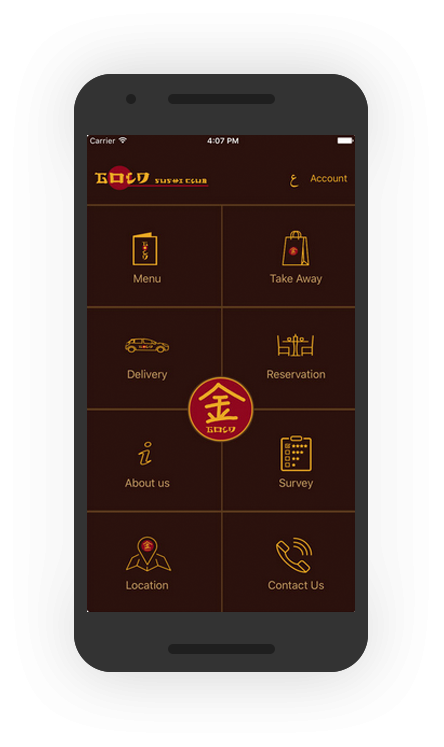 Carrier 4:07 PM
GOLD SUSHI CLUB
ع Account
Menu
Take Away
Delivery
Reservation
金
GOLD
About us
Survey
Location
Contact Us